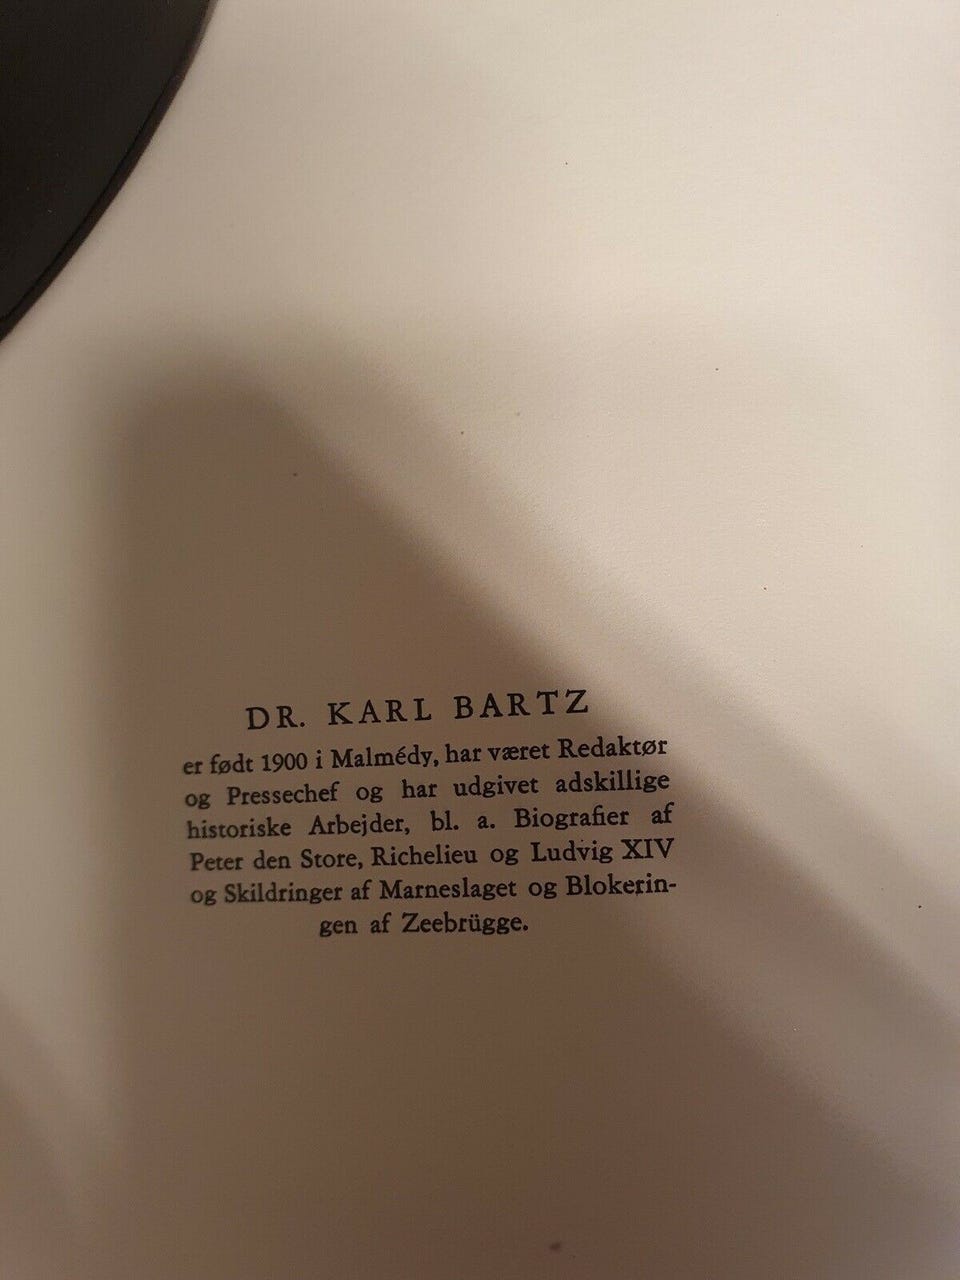 DR. KARL BARTZ
er født 1900 i Malmédy, har været Redaktør
og Pressechef og har udgivet adskillige
historiske Arbejder, bl. a. Biografier af
Peter den Store, Richelieu og Ludvig XIV
og Skildringer af Marneslaget og Blokerin-
gen af Zeebrügge.